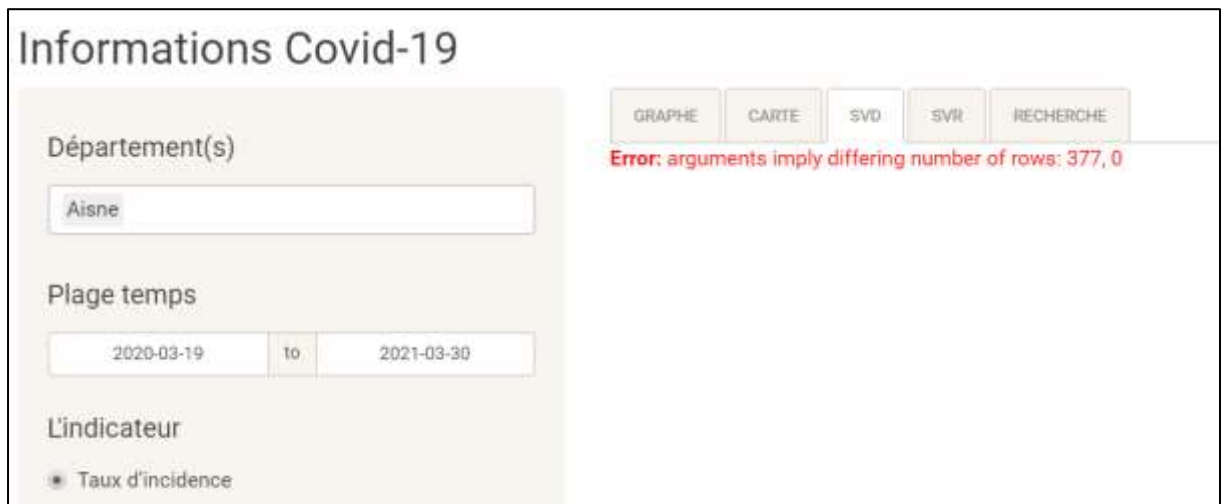 Informations Covid-19
Département(s)
Aisne
Plage temps
2020-03-19 to 2021-03-30
L'indicateur
Taux d'incidence
GRAPHE CARTE SVD SVR RECHERCHE
Error: arguments imply differing number of rows: 377, 0